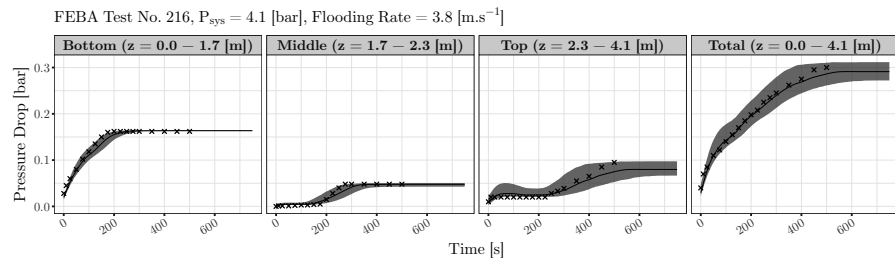 FEBA Test No. 216, Psys = 4.1 [bar], Flooding Rate = 3.8 [m.s⁻¹]
Bottom (z = 0.0 − 1.7 [m]) Middle (z = 1.7 − 2.3 [m]) Top (z = 2.3 − 4.1 [m]) Total (z = 0.0 − 4.1 [m])
Pressure Drop [bar]
0.3
0.2
0.1
0.0
0 200 400 600 0 200 400 600 0 200 400 600 0 200 400 600
Time [s]